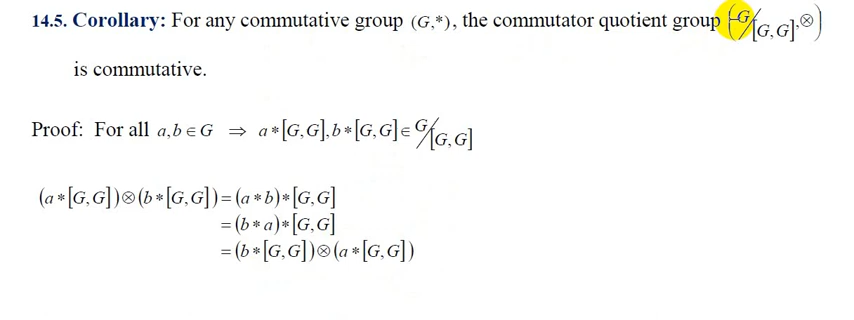 14.5. Corollary: For any commutative group (G,*), the commutator quotient group (G/[G,G],⊗)
is commutative.
Proof: For all a,b ∈ G ⇒ a*[G,G],b*[G,G] ∈ G/[G,G]
(a*[G,G])⊗(b*[G,G])=(a*b)*[G,G]
=(b*a)*[G,G]
=(b*[G,G])⊗(a*[G,G])